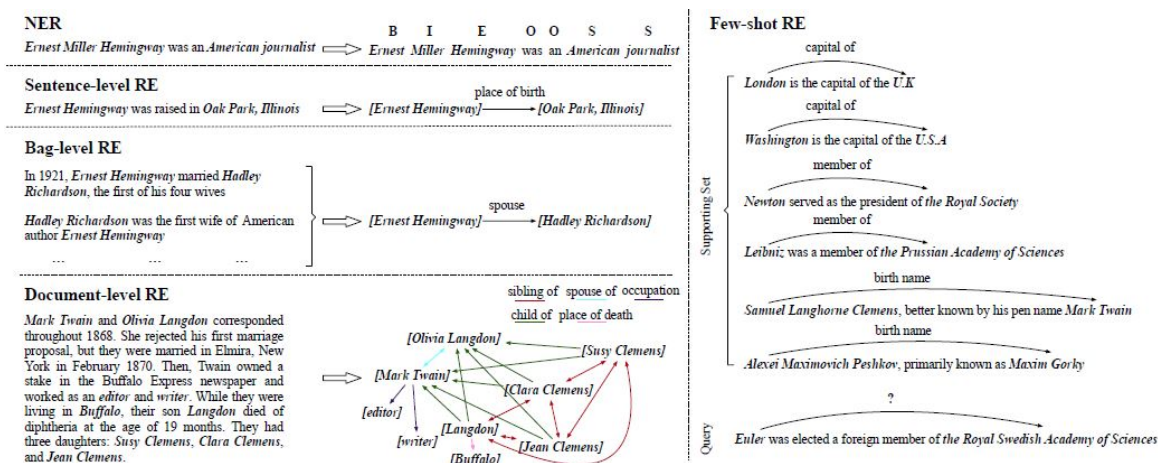 NER
B I E O O S S
Ernest Miller Hemingway was an American journalist
Ernest Miller Hemingway was an American journalist
Sentence-level RE
place of birth
Ernest Hemingway was raised in Oak Park, Illinois
[Ernest Hemingway] [Oak Park, Illinois]
Bag-level RE
In 1921, Ernest Hemingway married Hadley
Richardson, the first of his four wives
Hadley Richardson was the first wife of American
author Ernest Hemingway
... ... ...
spouse
[Ernest Hemingway] [Hadley Richardson]
Document-level RE
Mark Twain and Olivia Langdon corresponded
throughout 1868. She rejected his first marriage
proposal, but they were married in Elmira, New
York in February 1870. Then, Twain owned a
stake in the Buffalo Express newspaper and
worked as an editor and writer. While they were
living in Buffalo, their son Langdon died of
diphtheria at the age of 19 months. They had
three daughters: Susy Clemens, Clara Clemens,
and Jean Clemens.
sibling of spouse of occupation
child of place of death
[Olivia Langdon]
[Susy Clemens]
[Mark Twain]
[Clara Clemens]
[editor]
[Langdon]
[writer]
[Jean Clemens]
[Buffalo]
Few-shot RE
Supporting Set
capital of
London is the capital of the U.K
capital of
Washington is the capital of the U.S.A
member of
Newton served as the president of the Royal Society
member of
Leibniz was a member of the Prussian Academy of Sciences
birth name
Samuel Langhorne Clemens, better known by his pen name Mark Twain
birth name
Alexei Maximovich Peshkov, primarily known as Maxim Gorky
Query
?
Euler was elected a foreign member of the Royal Swedish Academy of Sciences